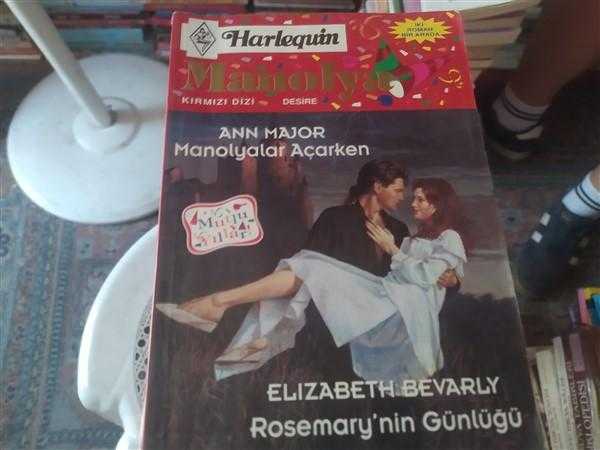 Harlequin
İKİ
ROMAN
BİR ARADA
Manolya
KIRMIZI DİZİ DESIRE
ANN MAJOR
Manolyalar Açarken
Mutlu
Yıllar!
ELIZABETH BEVARLY
Rosemary'nin Günlüğü